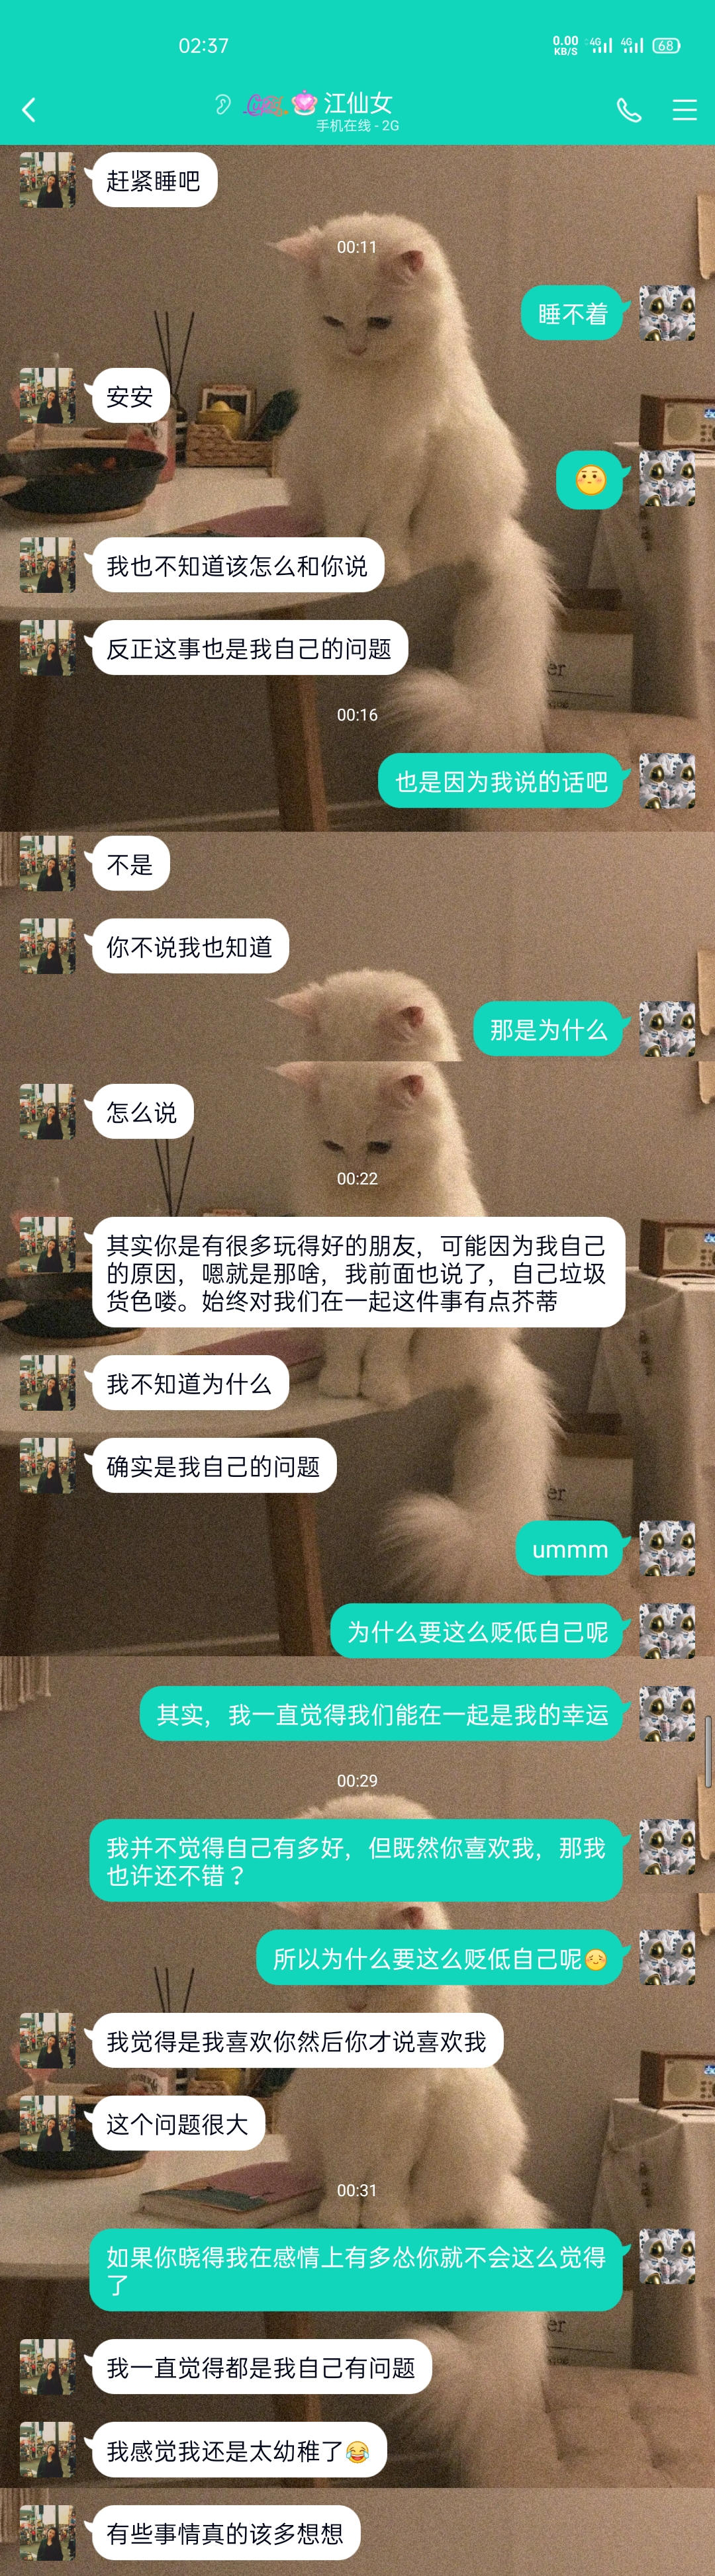 02:37
0.00
KB/S
4G
4G
68
江仙女
手机在线 - 2G
赶紧睡吧
00:11
睡不着
安安
我也不知道该怎么和你说
反正这事也是我自己的问题
00:16
也是因为我说的话吧
不是
你不说我也知道
那是为什么
怎么说
00:22
其实你是有很多玩得好的朋友，可能因为我自己
的原因，嗯就是那啥，我前面也说了，自己垃圾
货色喽。始终对我们在一起这件事有点芥蒂
我不知道为什么
确实是我自己的问题
ummm
为什么要这么贬低自己呢
其实，我一直觉得我们能在一起是我的幸运
00:29
我并不觉得自己有多好，但既然你喜欢我，那我
也许还不错？
所以为什么要这么贬低自己呢
我觉得是我喜欢你然后你才说喜欢我
这个问题很大
00:31
如果你晓得我在感情上有多怂你就不会这么觉得
了
我一直觉得都是我自己有问题
我感觉我还是太幼稚了
有些事情真的该多想想